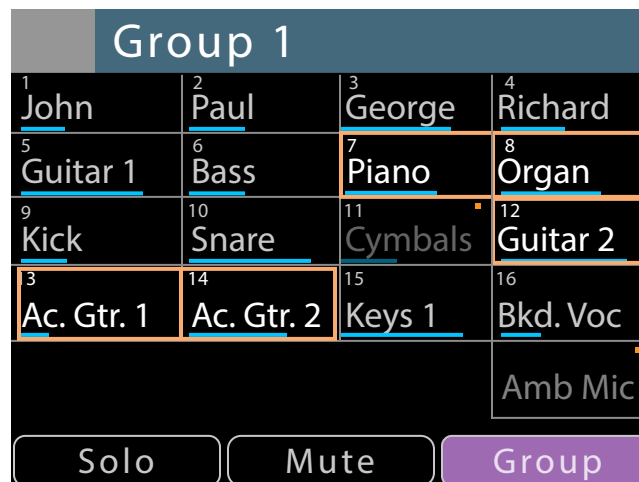 Group 1
1 2 3 4
John Paul George Richard
5 6 7 8
Guitar 1 Bass Piano Organ
9 10 11 12
Kick Snare Cymbals Guitar 2
13 14 15 16
Ac. Gtr. 1 Ac. Gtr. 2 Keys 1 Bkd. Voc
Amb Mic
Solo Mute Group